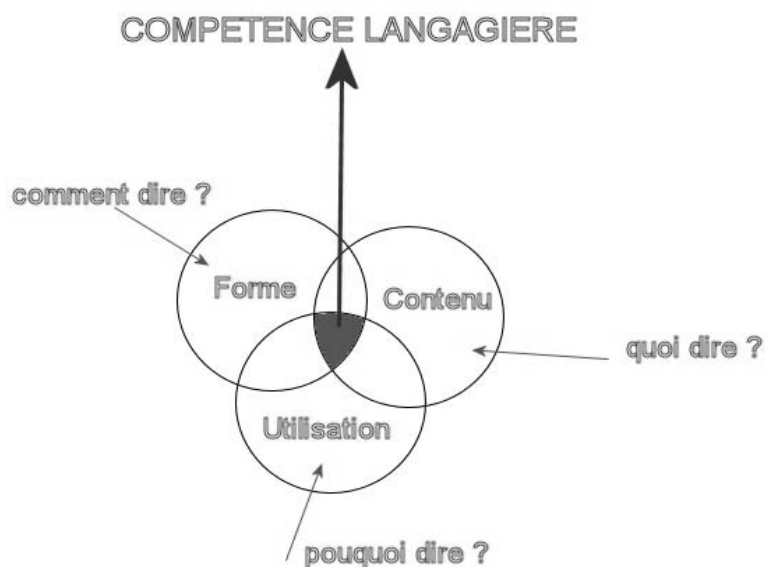 COMPETENCE LANGAGIERE
comment dire ?
Forme
Contenu
quoi dire ?
Utilisation
pouquoi dire ?